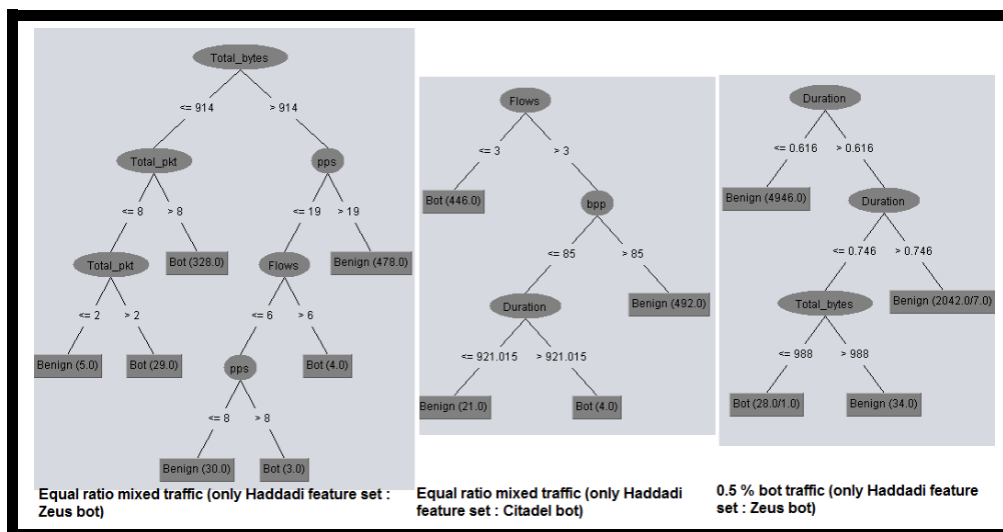 Total_bytes
<= 914 > 914
Total_pkt pps
<= 8 > 8 <= 19 > 19
Total_pkt Bot (328.0) Flows Benign (478.0)
<= 2 > 2 <= 6 > 6
Benign (5.0) Bot (29.0) pps Bot (4.0)
<= 8 > 8
Benign (30.0) Bot (3.0)
Equal ratio mixed traffic (only Haddadi feature set :
Zeus bot)
Flows
<= 3 > 3
Bot (446.0) bpp
<= 85 > 85
Duration Benign (492.0)
<= 921.015 > 921.015
Benign (21.0) Bot (4.0)
Equal ratio mixed traffic (only Haddadi
feature set : Citadel bot)
Duration
<= 0.616 > 0.616
Benign (4946.0) Duration
<= 0.746 > 0.746
Total_bytes Benign (2042.0/7.0)
<= 988 > 988
Bot (28.0/1.0) Benign (34.0)
0.5 % bot traffic (only Haddadi feature
set : Zeus bot)